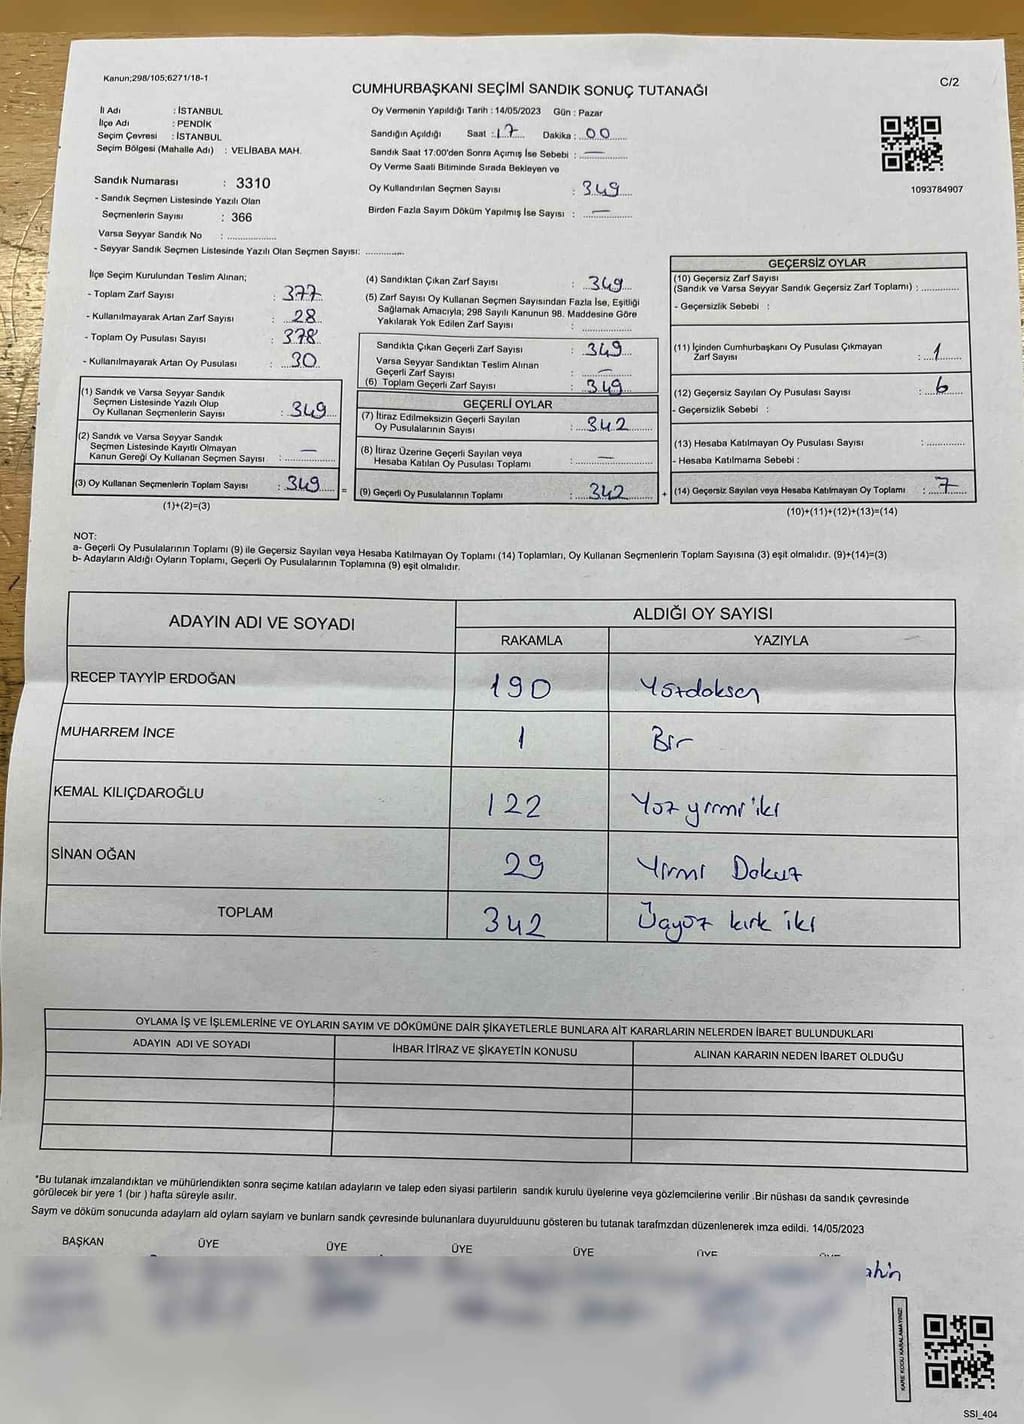 Kanun;298/105;6271/18-1
C/2
CUMHURBAŞKANI SEÇİMİ SANDIK SONUÇ TUTANAĞI
İl Adı : İSTANBUL
İlçe Adı : PENDİK
Seçim Çevresi : İSTANBUL
Seçim Bölgesi (Mahalle Adı) : VELİBABA MAH.
Oy Vermenin Yapıldığı Tarih : 14/05/2023 Gün : Pazar
Sandığın Açıldığı Saat : 17 Dakika : 00
Sandık Saat 17:00'den Sonra Açımış İse Sebebi : —
Oy Verme Saati Bitiminde Sırada Bekleyen ve
Oy Kullandırılan Seçmen Sayısı : 349
Birden Fazla Sayım Döküm Yapılmış İse Sayısı : —
1093784907
Sandık Numarası : 3310
- Sandık Seçmen Listesinde Yazılı Olan
Seçmenlerin Sayısı : 366
Varsa Seyyar Sandık No : ..............
- Seyyar Sandık Seçmen Listesinde Yazılı Olan Seçmen Sayısı: ............
İlçe Seçim Kurulundan Teslim Alınan;
- Toplam Zarf Sayısı : 377
- Kullanılmayarak Artan Zarf Sayısı : 28
- Toplam Oy Pusulası Sayısı : 378
- Kullanılmayarak Artan Oy Pusulası : 30
(1) Sandık ve Varsa Seyyar Sandık
Seçmen Listesinde Yazılı Olup
Oy Kullanan Seçmenlerin Sayısı : 349
(2) Sandık ve Varsa Seyyar Sandık
Seçmen Listesinde Kayıtlı Olmayan
Kanun Gereği Oy Kullanan Seçmen Sayısı : —
(3) Oy Kullanan Seçmenlerin Toplam Sayısı : 349 =
(1)+(2)=(3)
(4) Sandıktan Çıkan Zarf Sayısı : 349
(5) Zarf Sayısı Oy Kullanan Seçmen Sayısından Fazla İse, Eşitliği
Sağlamak Amacıyla; 298 Sayılı Kanunun 98. Maddesine Göre
Yakılarak Yok Edilen Zarf Sayısı : ..............
Sandıkta Çıkan Geçerli Zarf Sayısı : 349
Varsa Seyyar Sandıktan Teslim Alınan
Geçerli Zarf Sayısı : —
(6) Toplam Geçerli Zarf Sayısı : 349
GEÇERLİ OYLAR
(7) İtiraz Edilmeksizin Geçerli Sayılan
Oy Pusulalarının Sayısı : 342
(8) İtiraz Üzerine Geçerli Sayılan veya
Hesaba Katılan Oy Pusulası Toplamı : —
(9) Geçerli Oy Pusulalarının Toplamı : 342 +
GEÇERSİZ OYLAR
(10) Geçersiz Zarf Sayısı
(Sandık ve Varsa Seyyar Sandık Geçersiz Zarf Toplamı) : ............
- Geçersizlik Sebebi :
(11) İçinden Cumhurbaşkanı Oy Pusulası Çıkmayan
Zarf Sayısı : 1
(12) Geçersiz Sayılan Oy Pusulası Sayısı : 6
- Geçersizlik Sebebi :
(13) Hesaba Katılmayan Oy Pusulası Sayısı : ............
- Hesaba Katılmama Sebebi :
(14) Geçersiz Sayılan veya Hesaba Katılmayan Oy Toplamı : 7
(10)+(11)+(12)+(13)=(14)
NOT:
a- Geçerli Oy Pusulalarının Toplamı (9) ile Geçersiz Sayılan veya Hesaba Katılmayan Oy Toplamı (14) Toplamları, Oy Kullanan Seçmenlerin Toplam Sayısına (3) eşit olmalıdır. (9)+(14)=(3)
b- Adayların Aldığı Oyların Toplamı, Geçerli Oy Pusulalarının Toplamına (9) eşit olmalıdır.
ADAYIN ADI VE SOYADI ALDIĞI OY SAYISI
RAKAMLA YAZIYLA
RECEP TAYYİP ERDOĞAN 190 Yüzdoksan
MUHARREM İNCE 1 Bir
KEMAL KILIÇDAROĞLU 122 Yüz yirmi iki
SİNAN OĞAN 29 Yirmi Dokuz
TOPLAM 342 Üçyüz kırk iki
OYLAMA İŞ VE İŞLEMLERİNE VE OYLARIN SAYIM VE DÖKÜMÜNE DAİR ŞİKAYETLERLE BUNLARA AİT KARARLARIN NELERDEN İBARET BULUNDUKLARI
ADAYIN ADI VE SOYADI İHBAR İTİRAZ VE ŞİKAYETİN KONUSU ALINAN KARARIN NEDEN İBARET OLDUĞU
*Bu tutanak imzalandıktan ve mühürlendikten sonra seçime katılan adayların ve talep eden siyasi partilerin sandık kurulu üyelerine veya gözlemcilerine verilir .Bir nüshası da sandık çevresinde
görülecek bir yere 1 (bir ) hafta süreyle asılır.
Sayım ve döküm sonucunda adayların ald oyların saylam ve bunların sandk çevresinde bulunanlara duyurulduunu gösteren bu tutanak tarafmzdan düzenlenerek imza edildi. 14/05/2023
BAŞKAN ÜYE ÜYE ÜYE ÜYE ÜYE
ahin
KARE KODU KARALAMAYINIZ!
SSI_404